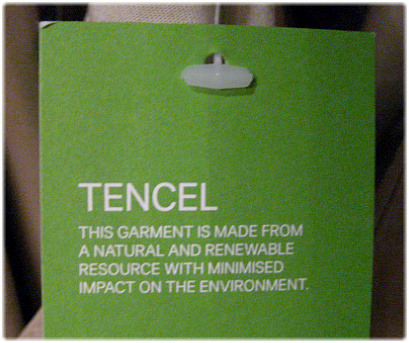 TENCEL
THIS GARMENT IS MADE FROM
A NATURAL AND RENEWABLE
RESOURCE WITH MINIMISED
IMPACT ON THE ENVIRONMENT.